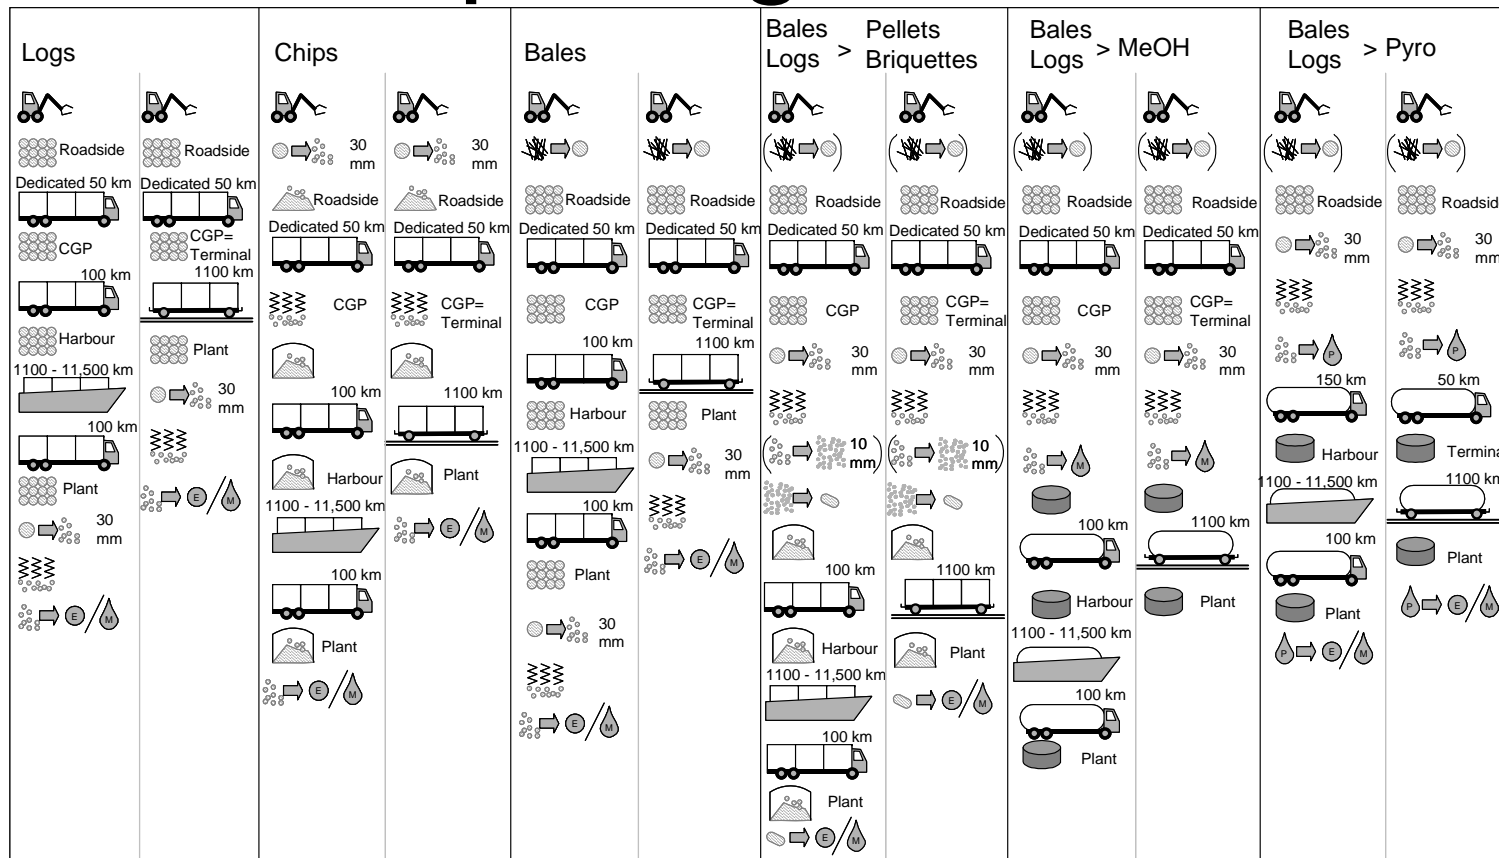 Logs
Roadside
Dedicated 50 km
CGP
100 km
Harbour
1100 - 11,500 km
100 km
Plant
30
mm
E
M
Roadside
Dedicated 50 km
CGP=
Terminal
1100 km
Plant
30
mm
E
M
Chips
30
mm
Roadside
Dedicated 50 km
CGP
100 km
Harbour
1100 - 11,500 km
100 km
Plant
E
M
30
mm
Roadside
Dedicated 50 km
CGP=
Terminal
1100 km
Plant
E
M
Bales
Roadside
Dedicated 50 km
CGP
100 km
Harbour
1100 - 11,500 km
100 km
Plant
30
mm
E
M
Roadside
Dedicated 50 km
CGP=
Terminal
1100 km
Plant
30
mm
E
M
Bales
Logs
>
Pellets
Briquettes
Roadside
Dedicated 50 km
CGP
30
mm
10
mm
100 km
Harbour
1100 - 11,500 km
100 km
Plant
E
M
Roadside
Dedicated 50 km
CGP=
Terminal
30
mm
10
mm
1100 km
Plant
E
M
Bales
Logs
> MeOH
Roadside
Dedicated 50 km
CGP
30
mm
M
100 km
Harbour
1100 - 11,500 km
100 km
Plant
Roadside
Dedicated 50 km
CGP=
Terminal
30
mm
M
1100 km
Plant
Bales
Logs
> Pyro
Roadside
30
mm
P
150 km
Harbour
1100 - 11,500 km
100 km
Plant
P
E
M
Roadsid
30
mm
P
50 km
Termina
1100 km
Plant
P
E
M